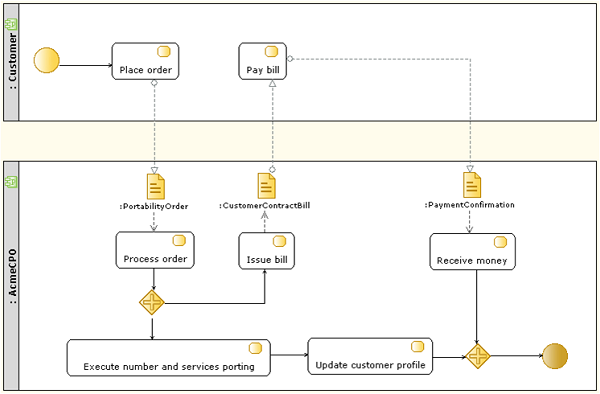 : Customer
Place order
Pay bill
: AcmeCPO
:PortabilityOrder
:CustomerContractBill
:PaymentConfirmation
Process order
Issue bill
Receive money
Execute number and services porting
Update customer profile